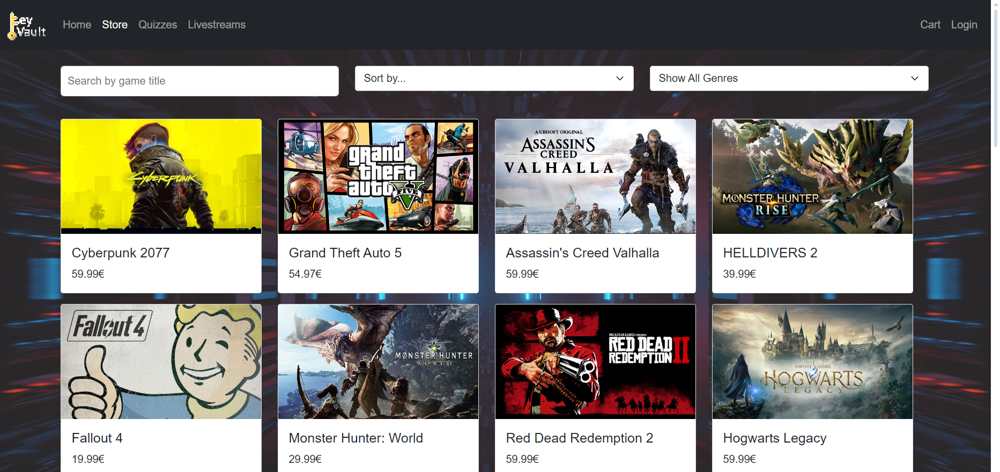 key Vault
Home Store Quizzes Livestreams Cart Login
Search by game title
Sort by...
Show All Genres
CYBERPUNK
2077
grand
theft
auto
V
FIVE
A UBISOFT ORIGINAL
ASSASSIN'S
CREED
VALHALLA
MONSTER HUNTER
RISE
Cyberpunk 2077
59.99€
Grand Theft Auto 5
54.97€
Assassin's Creed Valhalla
59.99€
HELLDIVERS 2
39.99€
Fallout 4
MONSTER HUNTER
WORLD
ROCKSTAR GAMES PRESENTS
RED DEAD
REDEMPTION II
PORTKEY GAMES
HOGWARTS
LEGACY
Fallout 4
19.99€
Monster Hunter: World
29.99€
Red Dead Redemption 2
59.99€
Hogwarts Legacy
59.99€